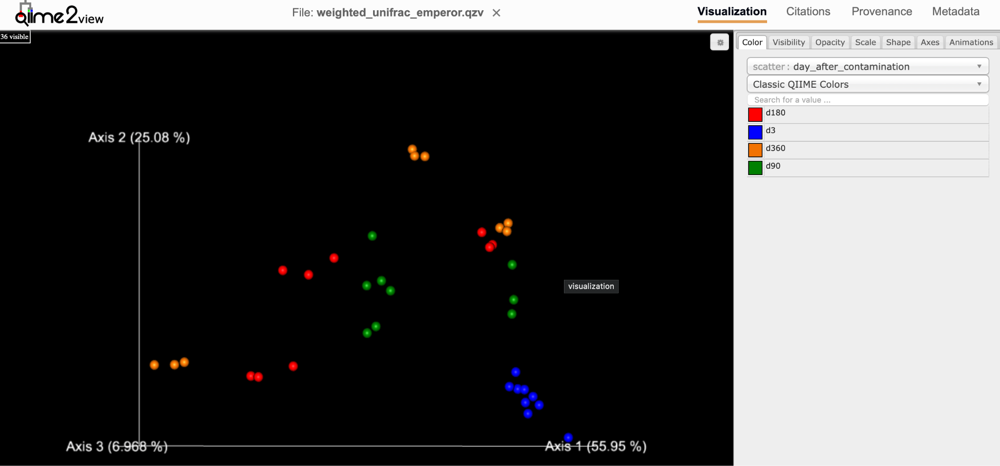 qiime2view
File: weighted_unifrac_emperor.qzv ×
Visualization Citations Provenance Metadata
36 visible
Color Visibility Opacity Scale Shape Axes Animations
scatter: day_after_contamination
Classic QIIME Colors
Search for a value ...
d180
d3
d360
d90
Axis 2 (25.08 %)
visualization
Axis 3 (6.968 %)
Axis 1 (55.95 %)